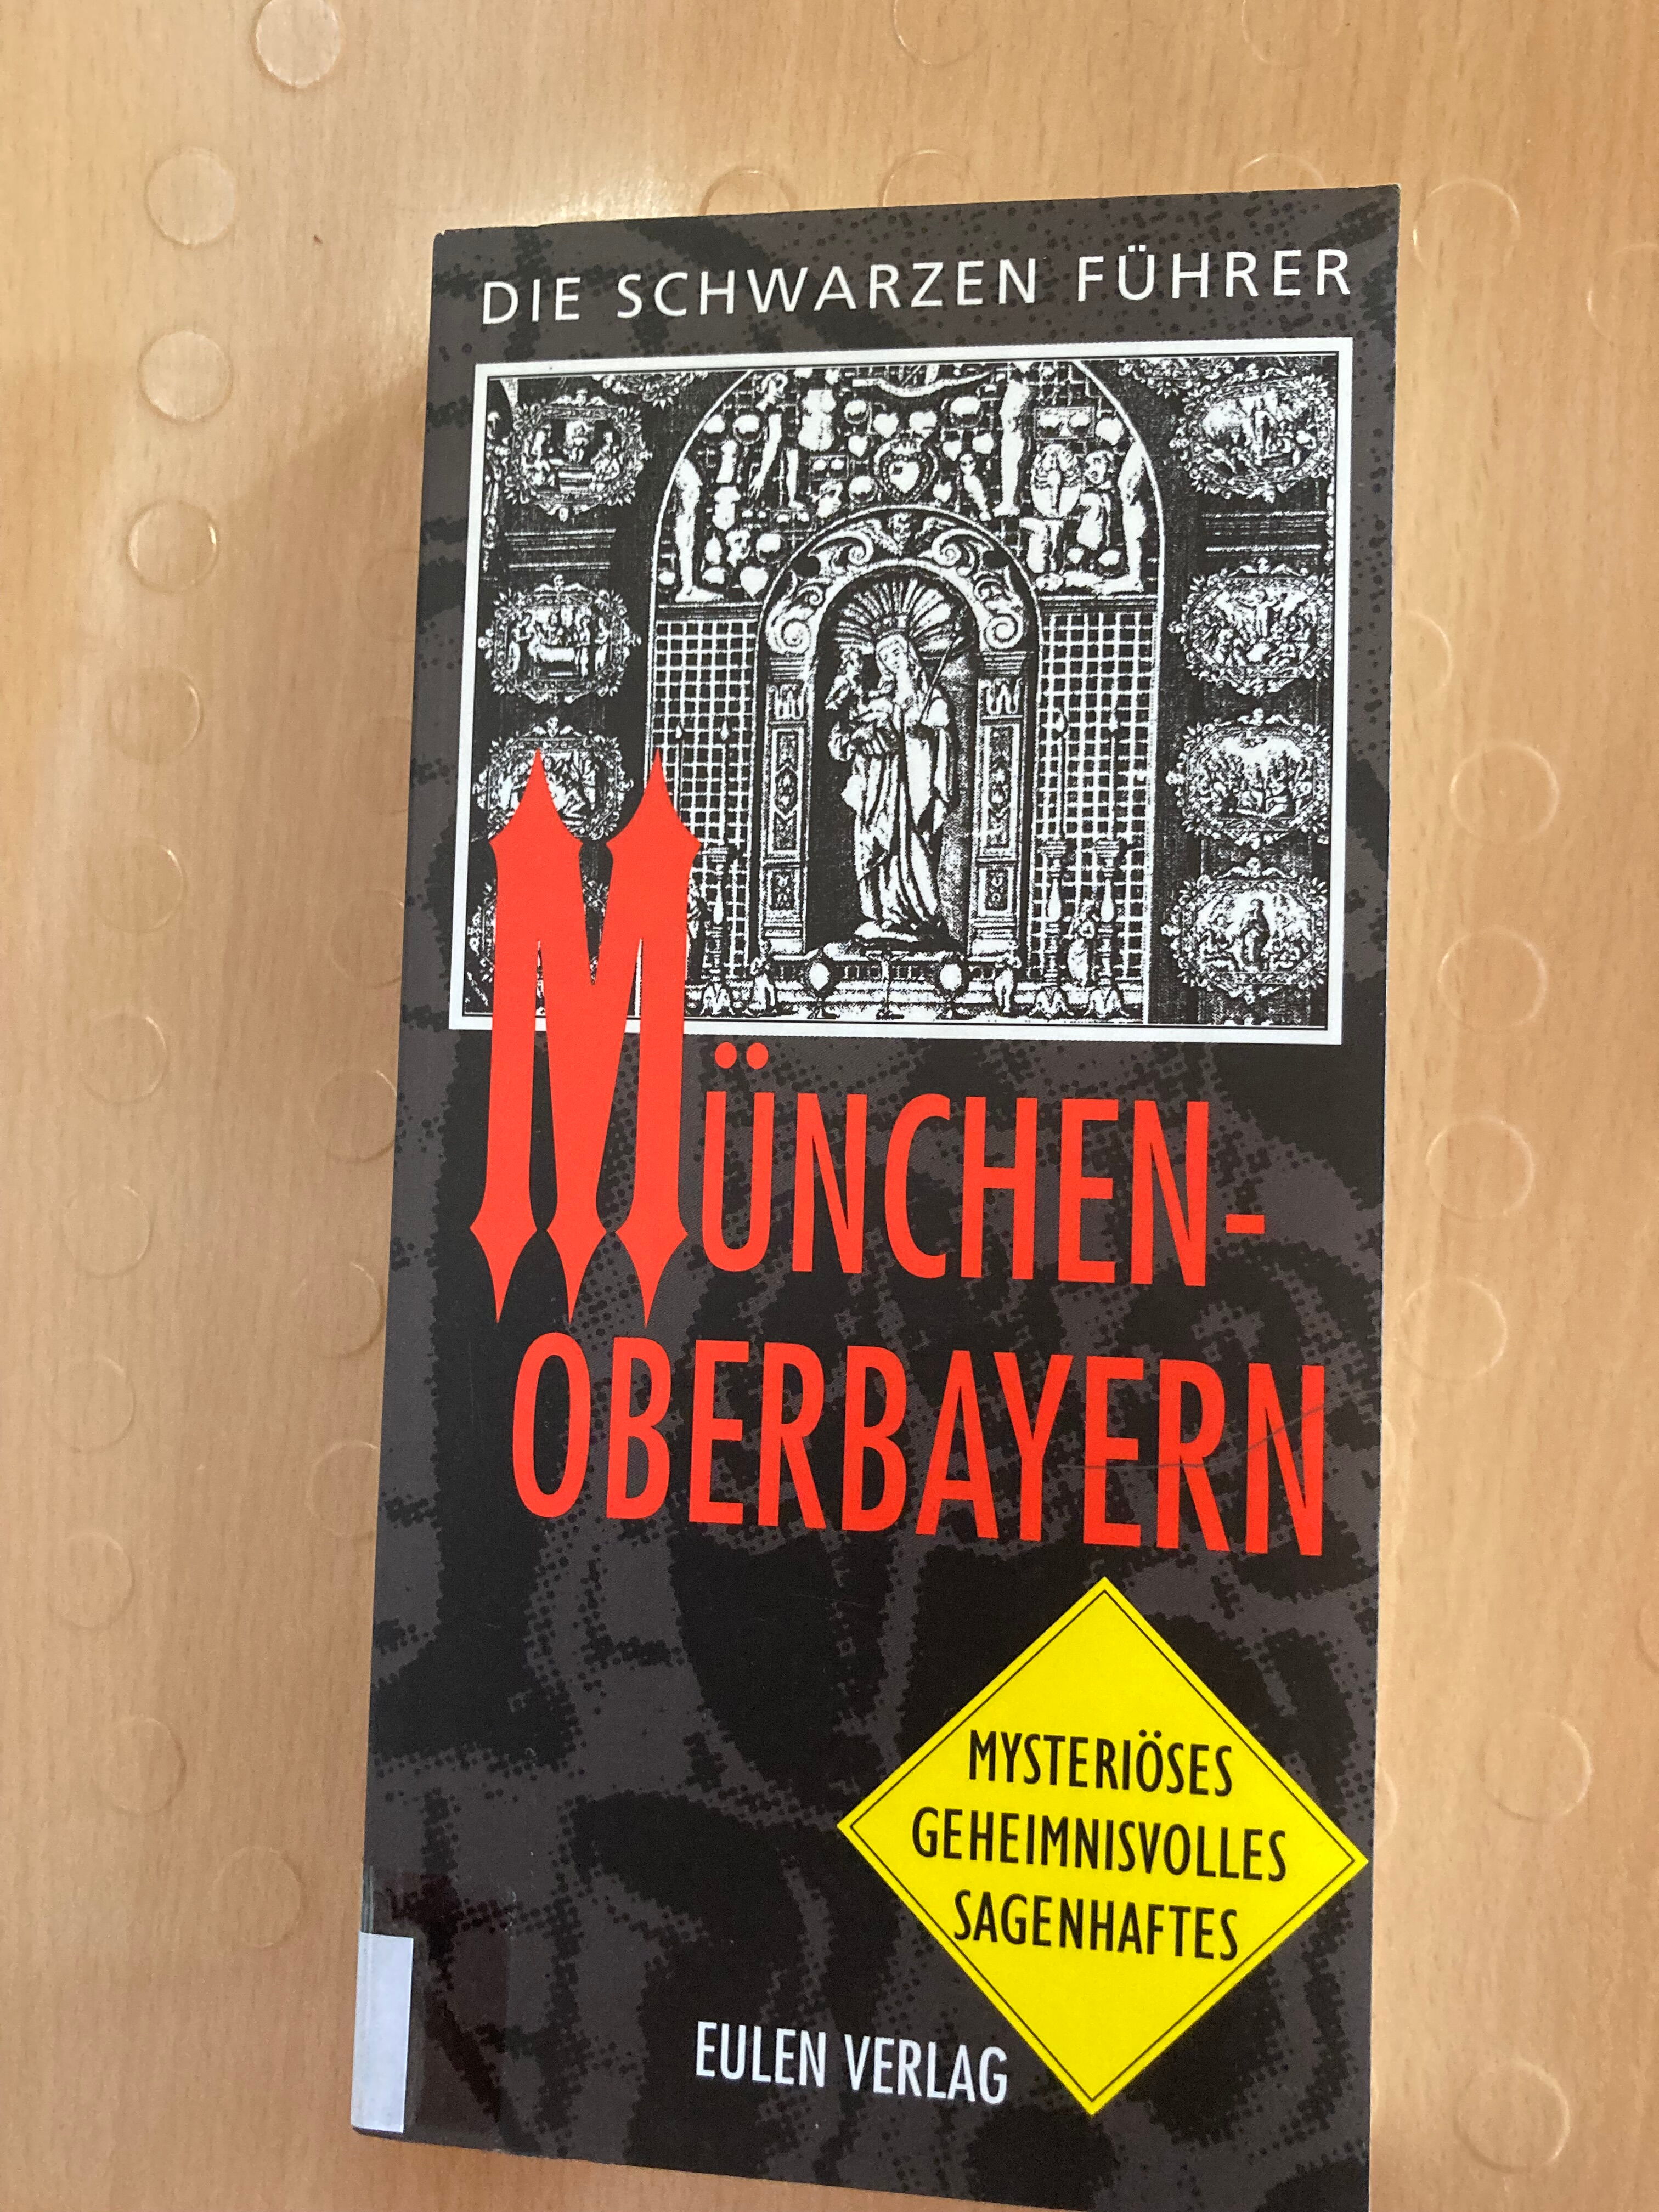 DIE SCHWARZEN FÜHRER
MÜNCHEN-
OBERBAYERN
MYSTERIÖSES
GEHEIMNISVOLLES
SAGENHAFTES
EULEN VERLAG